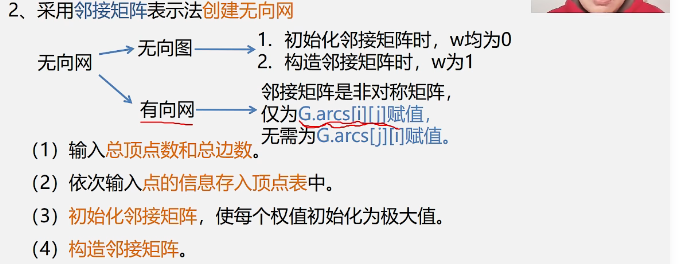 2、采用邻接矩阵表示法创建无向网
无向网
无向图
1. 初始化邻接矩阵时，w均为0
2. 构造邻接矩阵时，w为1
有向网
邻接矩阵是非对称矩阵，
仅为G.arcs[i][j]赋值，
无需为G.arcs[j][i]赋值。
（1）输入总顶点数和总边数。
（2）依次输入点的信息存入顶点表中。
（3）初始化邻接矩阵，使每个权值初始化为极大值。
（4）构造邻接矩阵。